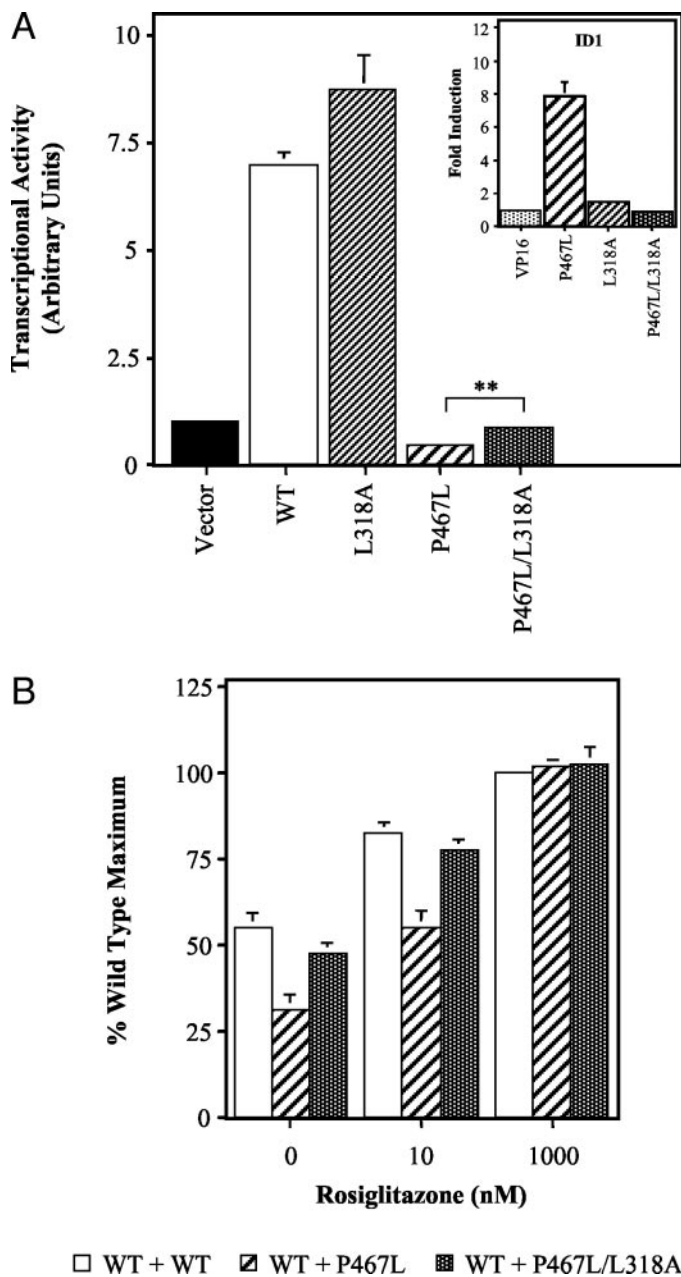 A
Transcriptional Activity
(Arbitrary Units)
10
7.5
5
2.5
0
Vector
WT
L318A
P467L
P467L/L318A
**
ID1
Fold Induction
12
10
8
6
4
2
0
VP16
P467L
L318A
P467L/L318A
B
% Wild Type Maximum
125
100
75
50
25
0
0 10 1000
Rosiglitazone (nM)
WT + WT WT + P467L WT + P467L/L318A